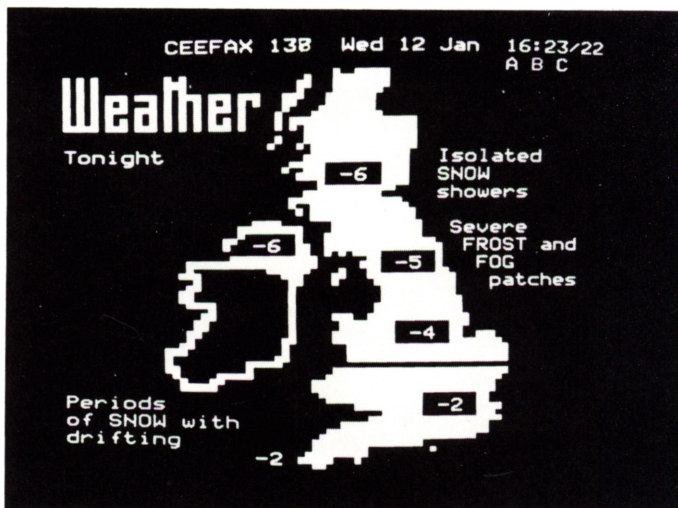 CEEFAX 138 Wed 12 Jan 16:23/22
A B C
Weather
Tonight
-6
Isolated
SNOW
showers
-6
Severe
FROST and
FOG
patches
-5
-4
Periods
of SNOW with
drifting
-2
-2